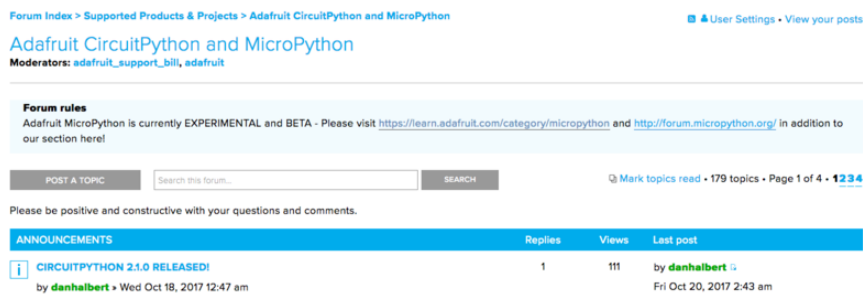 Forum Index > Supported Products & Projects > Adafruit CircuitPython and MicroPython
User Settings • View your posts
Adafruit CircuitPython and MicroPython
Moderators: adafruit_support_bill, adafruit
Forum rules
Adafruit MicroPython is currently EXPERIMENTAL and BETA - Please visit https://learn.adafruit.com/category/micropython and http://forum.micropython.org/ in addition to
our section here!
POST A TOPIC
Search this forum...
SEARCH
Mark topics read • 179 topics • Page 1 of 4 • 1 2 3 4
Please be positive and constructive with your questions and comments.
ANNOUNCEMENTS Replies Views Last post
CIRCUITPYTHON 2.1.0 RELEASED! 1 111 by danhalbert
by danhalbert » Wed Oct 18, 2017 12:47 am Fri Oct 20, 2017 2:43 am